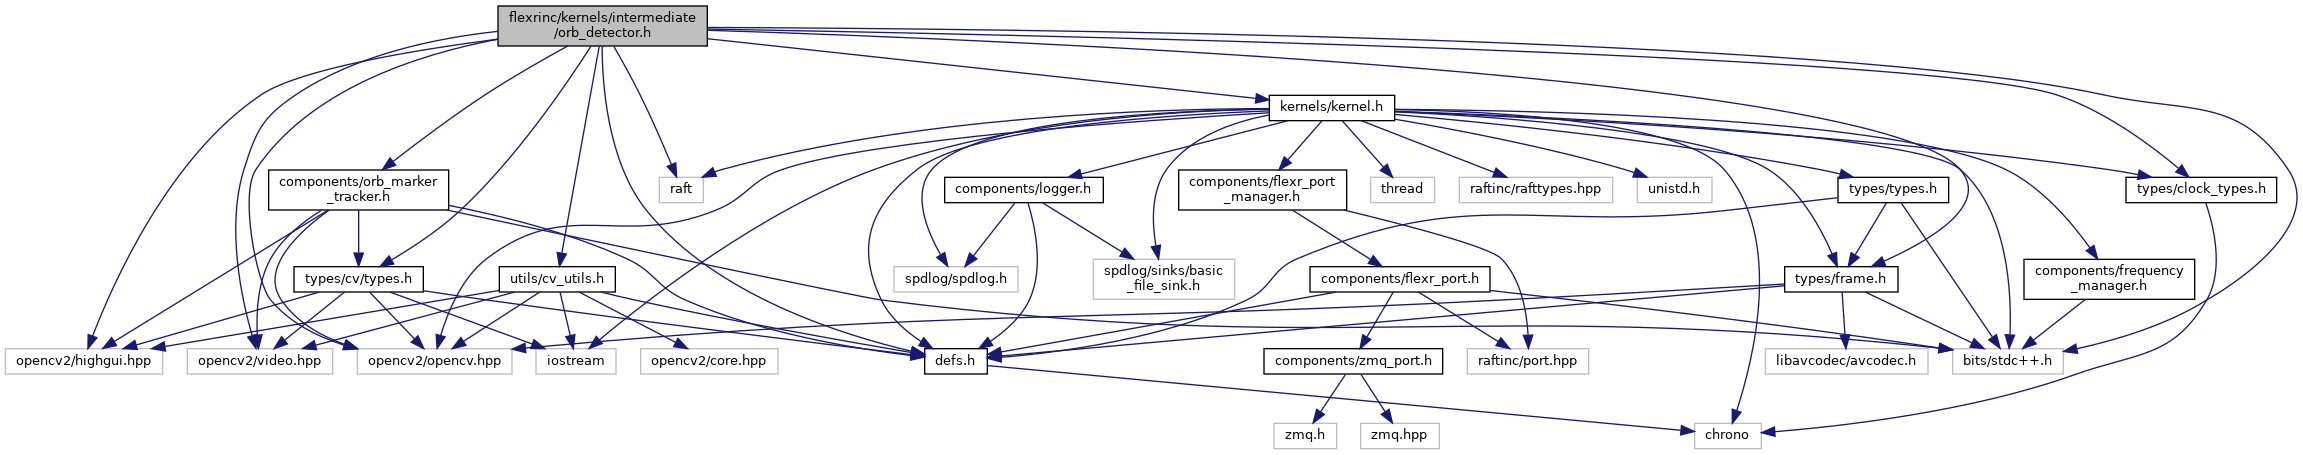 flexrinc/kernels/intermediate
/orb_detector.h
kernels/kernel.h
components/orb_marker
_tracker.h
raft
components/logger.h
components/flexr_port
_manager.h
thread
raftinc/rafttypes.hpp
unistd.h
types/types.h
types/clock_types.h
types/cv/types.h
utils/cv_utils.h
spdlog/spdlog.h
spdlog/sinks/basic
_file_sink.h
components/flexr_port.h
types/frame.h
components/frequency
_manager.h
opencv2/highgui.hpp
opencv2/video.hpp
opencv2/opencv.hpp
iostream
opencv2/core.hpp
defs.h
components/zmq_port.h
raftinc/port.hpp
libavcodec/avcodec.h
bits/stdc++.h
zmq.h
zmq.hpp
chrono